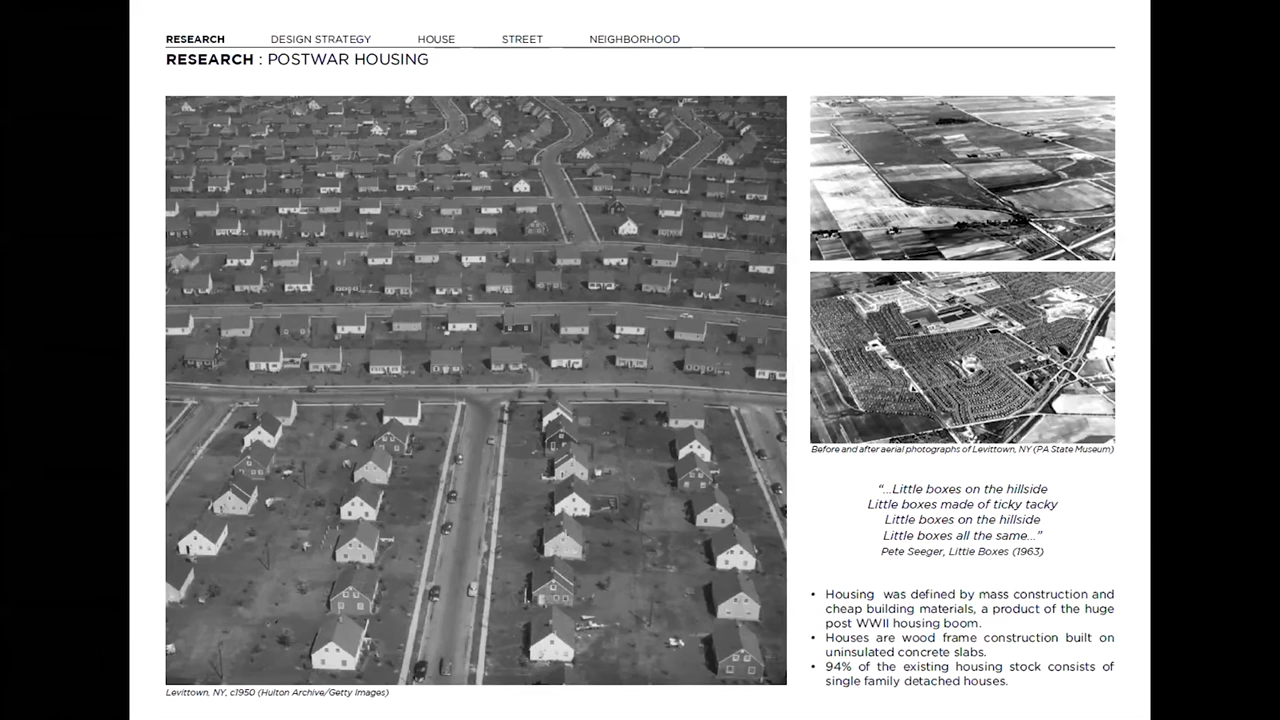 RESEARCH DESIGN STRATEGY HOUSE STREET NEIGHBORHOOD
RESEARCH : POSTWAR HOUSING
Levittown, NY, c1950 (Hulton Archive/Getty Images)
Before and after aerial photographs of Levittown, NY (PA State Museum)
“...Little boxes on the hillside
Little boxes made of ticky tacky
Little boxes on the hillside
Little boxes all the same...”
Pete Seeger, Little Boxes (1963)
• Housing was defined by mass construction and
cheap building materials, a product of the huge
post WWII housing boom.
• Houses are wood frame construction built on
uninsulated concrete slabs.
• 94% of the existing housing stock consists of
single family detached houses.